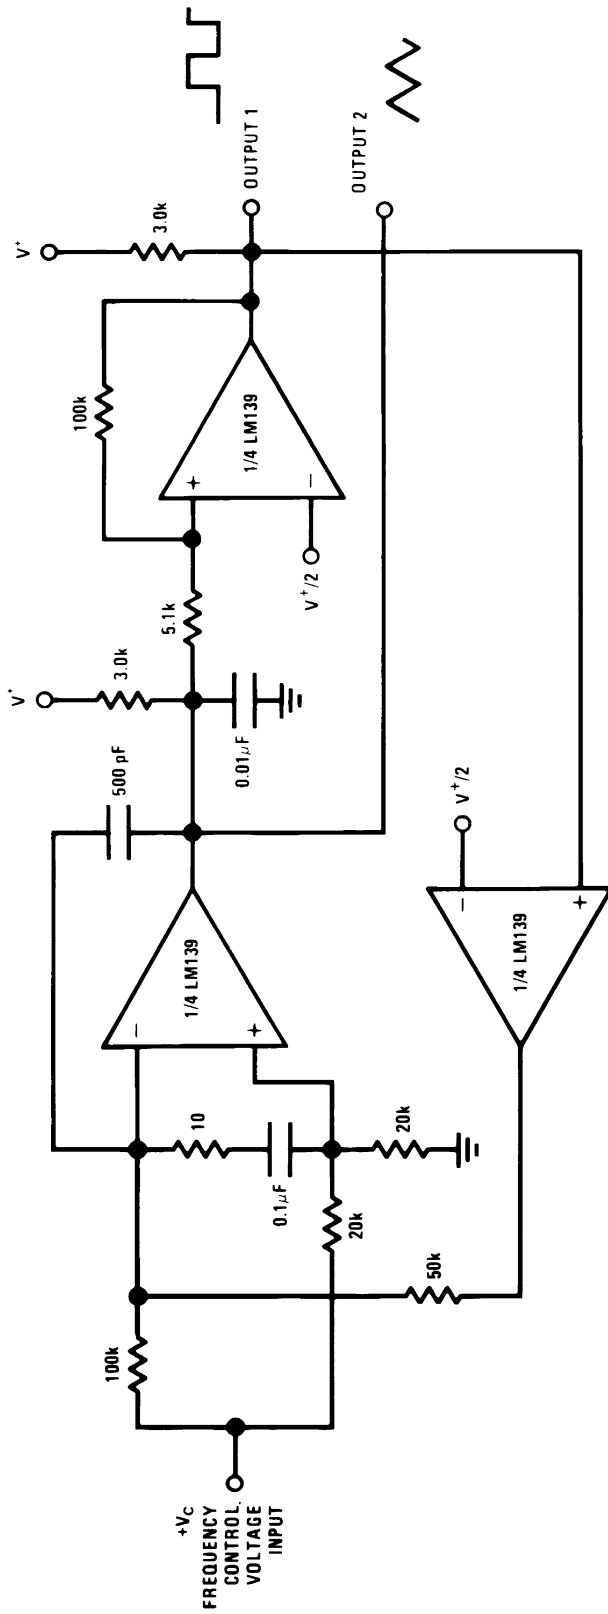 +VC
FREQUENCY
CONTROL
VOLTAGE
INPUT
100k
50k
20k
20k
10
0.1μF
−
+
1/4 LM139
500 pF
V+
3.0k
0.01μF
5.1k
100k
+
−
1/4 LM139
V+/2
V+
3.0k
OUTPUT 1
OUTPUT 2
−
+
1/4 LM139
V+/2